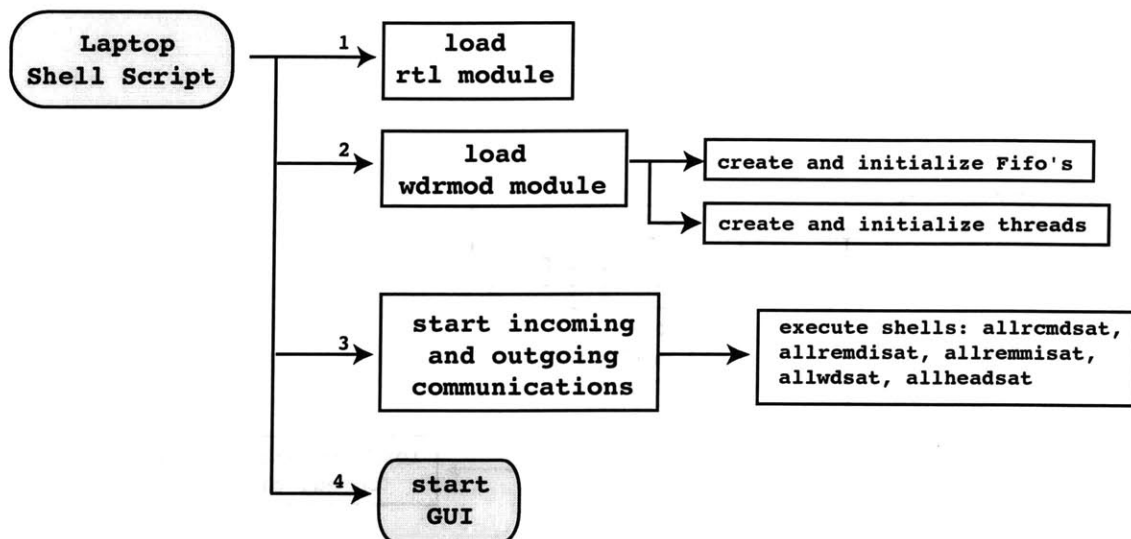 Laptop
Shell Script
1
load
rtl module
2
load
wdrmod module
create and initialize Fifo's
create and initialize threads
3
start incoming
and outgoing
communications
execute shells: allrcmdsat,
allremdisat, allremmisat,
allwdsat, allheadsat
4
start
GUI